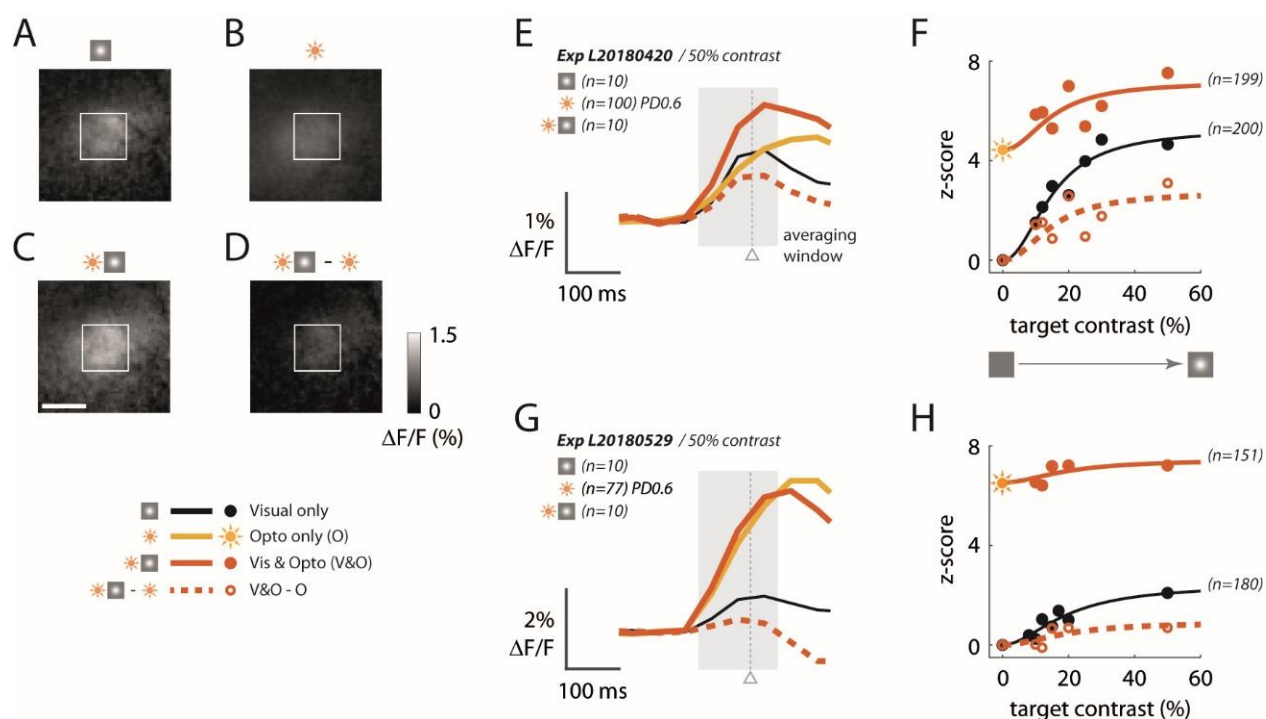 A
B
C
D
1.5
0
ΔF/F (%)
Visual only
Opto only (O)
Vis & Opto (V&O)
V&O - O
E
Exp L20180420 / 50% contrast
(n=10)
(n=100) PD0.6
(n=10)
1%
ΔF/F
100 ms
averaging
window
F
8
4
0
z-score
(n=199)
(n=200)
0 20 40 60
target contrast (%)
G
Exp L20180529 / 50% contrast
(n=10)
(n=77) PD0.6
(n=10)
2%
ΔF/F
100 ms
H
8
4
0
z-score
(n=151)
(n=180)
0 20 40 60
target contrast (%)